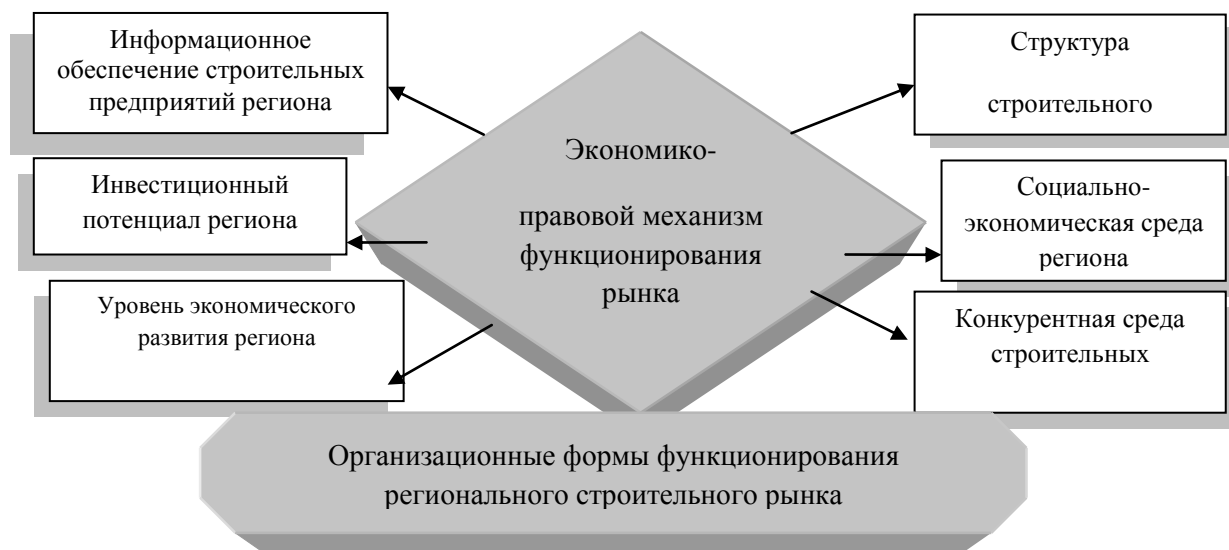 Информационное
обеспечение строительных
предприятий региона
Инвестиционный
потенциал региона
Уровень экономического
развития региона
Экономико-
правовой механизм
функционирования
рынка
Структура
строительного
Социально-
экономическая среда
региона
Конкурентная среда
строительных
Организационные формы функционирования
регионального строительного рынка